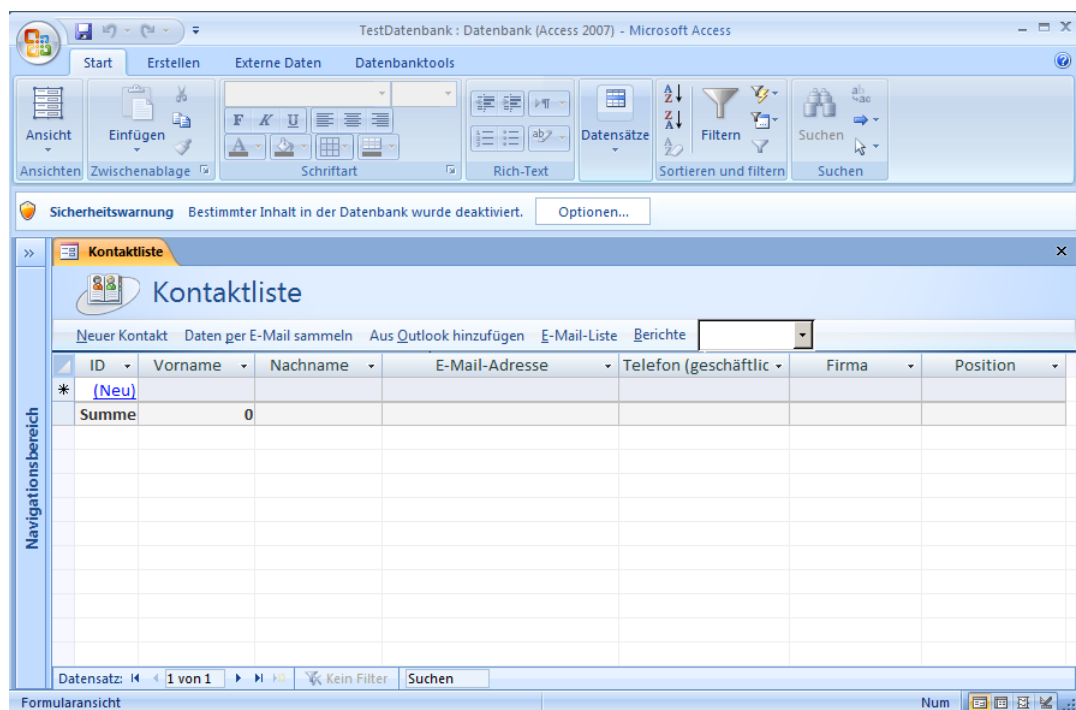 TestDatenbank : Datenbank (Access 2007) - Microsoft Access
Start Erstellen Externe Daten Datenbanktools
Ansicht Einfügen F K U A Datensätze A Z Z A A Z Filtern Suchen ab ac
Ansichten Zwischenablage Schriftart Rich-Text Sortieren und filtern Suchen
Sicherheitswarnung Bestimmter Inhalt in der Datenbank wurde deaktiviert. Optionen...
Kontaktliste
Kontaktliste
Neuer Kontakt Daten per E-Mail sammeln Aus Outlook hinzufügen E-Mail-Liste Berichte
ID Vorname Nachname E-Mail-Adresse Telefon (geschäftlic Firma Position
(Neu)
Summe 0
Navigationsbereich
Datensatz: 1 von 1 Kein Filter Suchen
Formularansicht Num